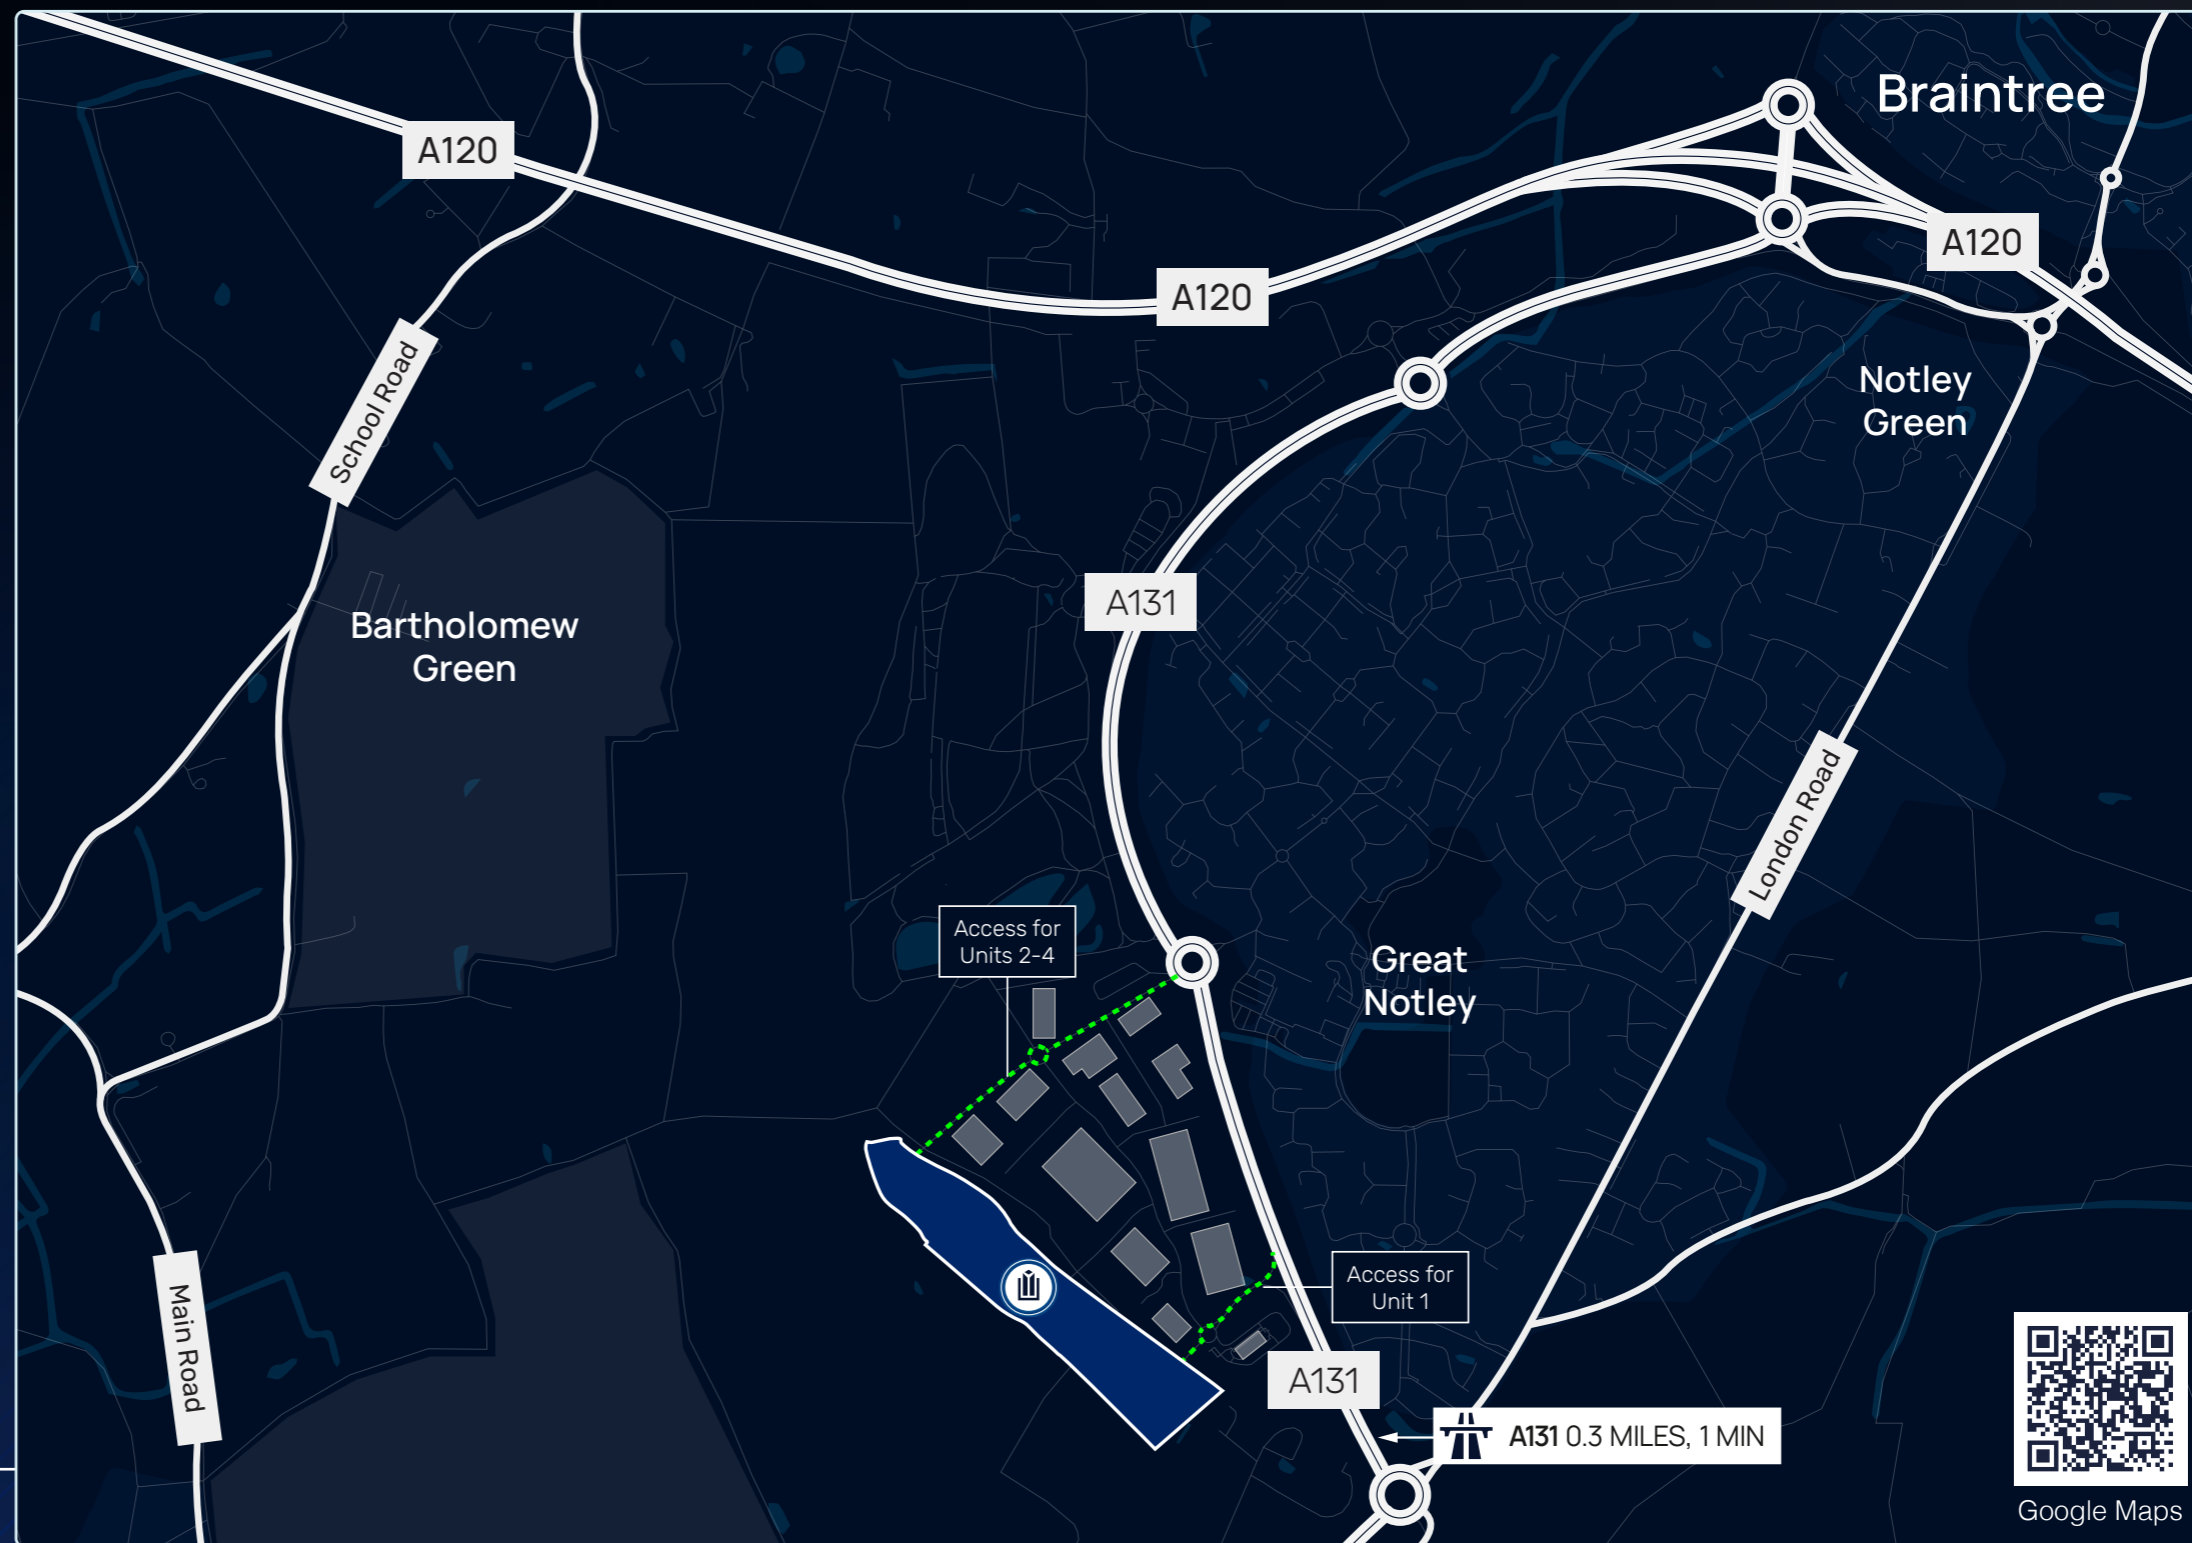 Braintree
A120
A120
A120
School Road
Notley
Green
A131
Bartholomew
Green
London Road
Access for
Units 2-4
Great
Notley
Access for
Unit 1
Main Road
A131
A131 0.3 MILES, 1 MIN
Google Maps